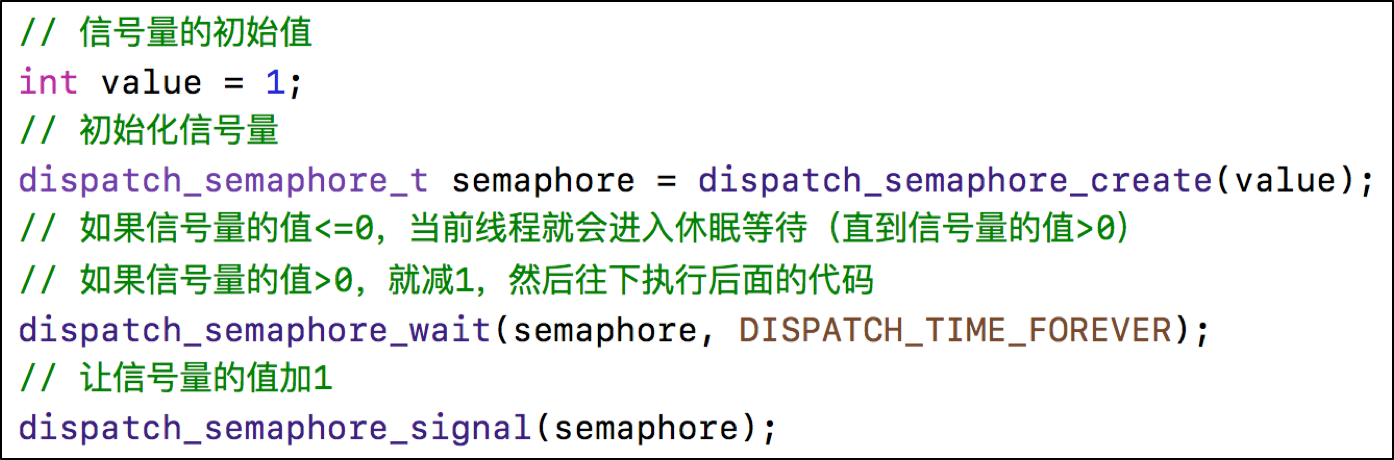 // 信号量的初始值
int value = 1;
// 初始化信号量
dispatch_semaphore_t semaphore = dispatch_semaphore_create(value);
// 如果信号量的值<=0，当前线程就会进入休眠等待（直到信号量的值>0）
// 如果信号量的值>0，就减1，然后往下执行后面的代码
dispatch_semaphore_wait(semaphore, DISPATCH_TIME_FOREVER);
// 让信号量的值加1
dispatch_semaphore_signal(semaphore);